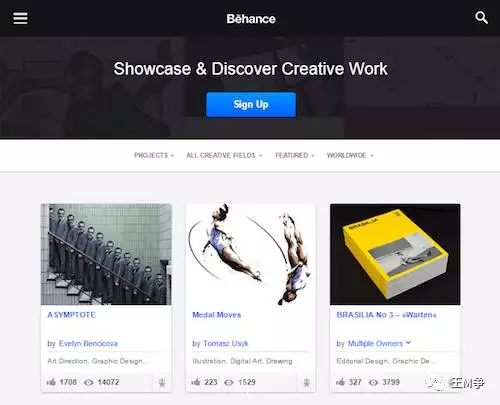 Bēhance
Showcase & Discover Creative Work
Sign Up
PROJECTS ALL CREATIVE FIELDS FEATURED WORLDWIDE
BRASILIA
ASYMPTOTE
Medal Moves
BRASILIA No 3 – »Warten«
by Evelyn Bencicova
by Tomasz Usyk
by Multiple Owners
Art Direction, Graphic Design...
Illustration, Digital Art, Drawing
Editorial Design, Graphic De...
1708 14072
223 1529
327 3799
王M争